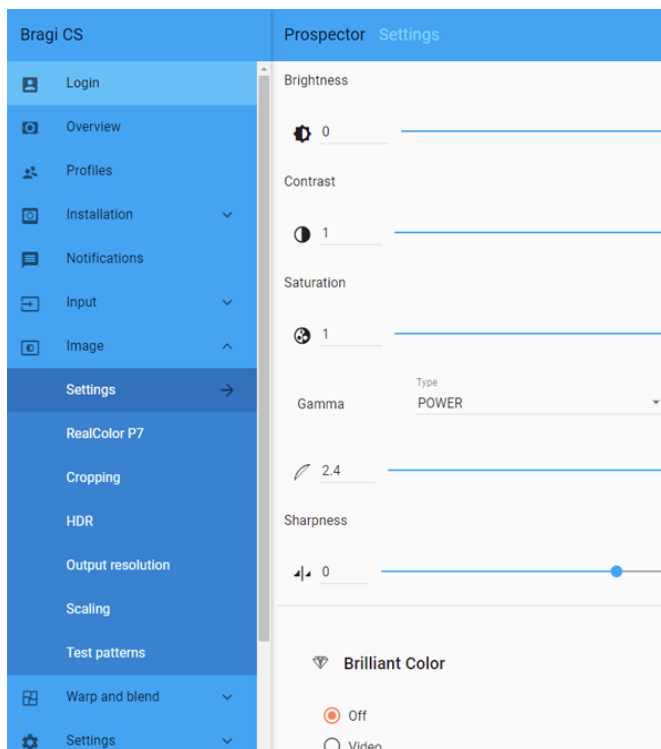 Bragi CS
Prospector Settings
Login
Overview
Profiles
Installation
Notifications
Input
Image
Settings
RealColor P7
Cropping
HDR
Output resolution
Scaling
Test patterns
Warp and blend
Settings
Brightness
0
Contrast
1
Saturation
1
Type
Gamma POWER
2.4
Sharpness
0
Brilliant Color
Off
Video